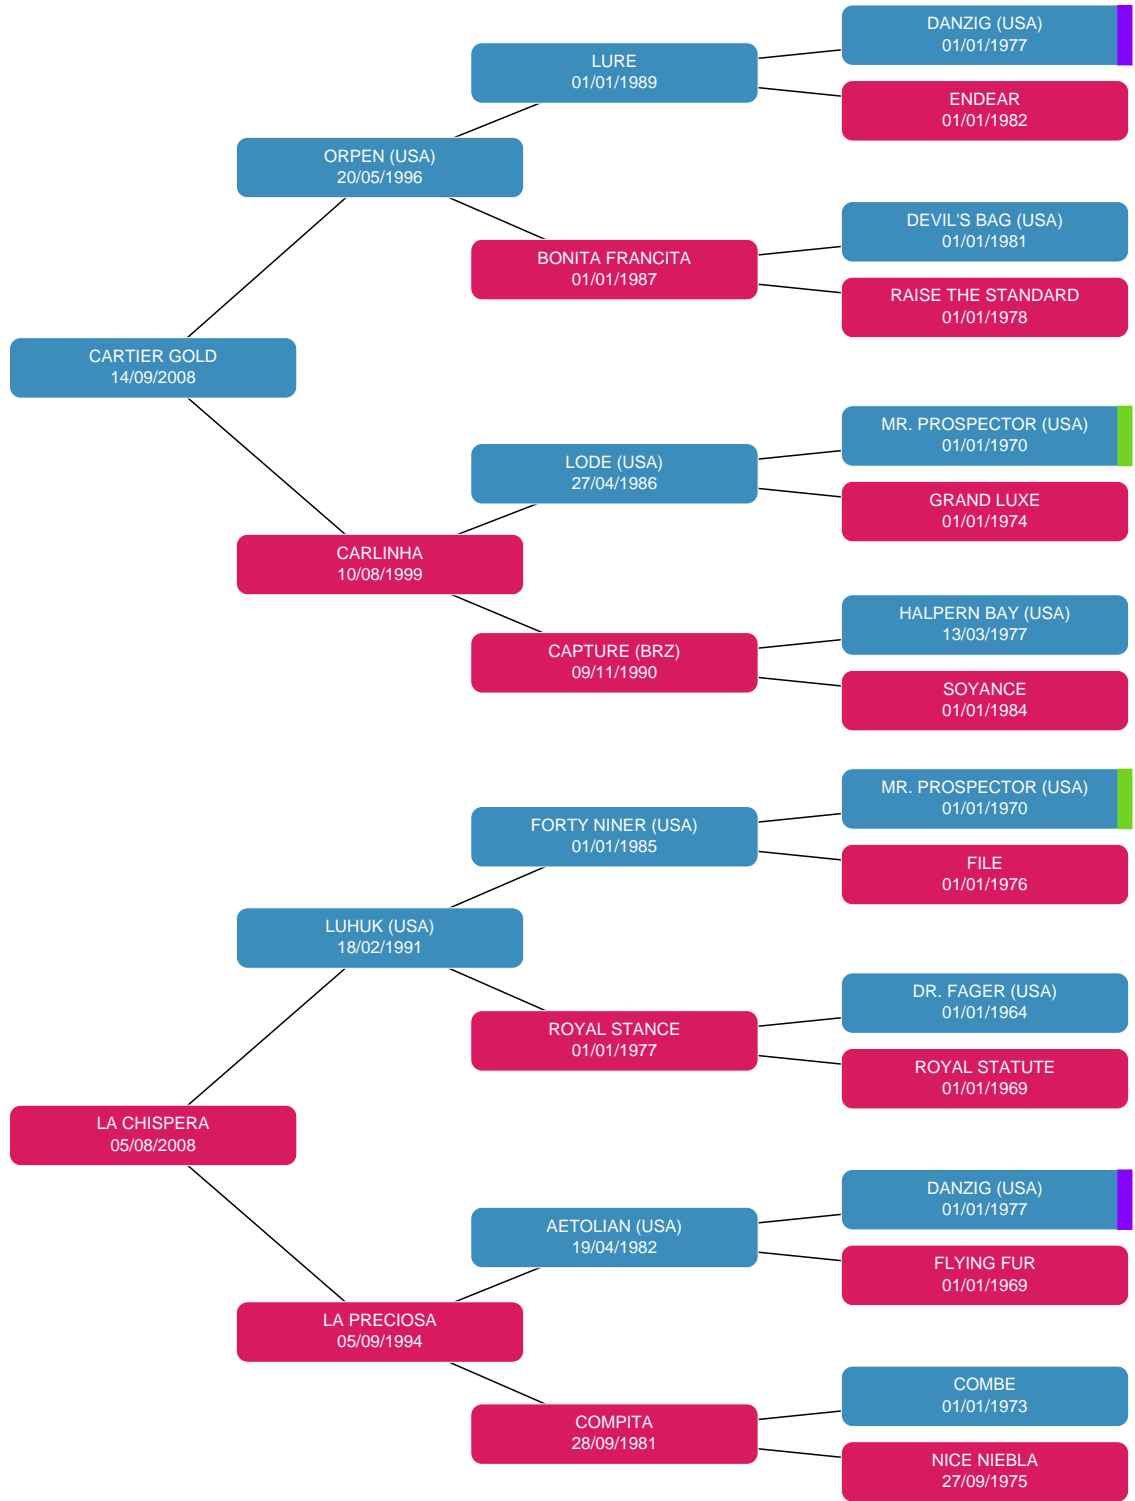 DANZIG (USA)
01/01/1977
LURE
01/01/1989
ENDEAR
01/01/1982
ORPEN (USA)
20/05/1996
DEVIL'S BAG (USA)
01/01/1981
BONITA FRANCITA
01/01/1987
RAISE THE STANDARD
01/01/1978
CARTIER GOLD
14/09/2008
MR. PROSPECTOR (USA)
01/01/1970
LODE (USA)
27/04/1986
GRAND LUXE
01/01/1974
CARLINHA
10/08/1999
HALPERN BAY (USA)
13/03/1977
CAPTURE (BRZ)
09/11/1990
SOYANCE
01/01/1984
MR. PROSPECTOR (USA)
01/01/1970
FORTY NINER (USA)
01/01/1985
FILE
01/01/1976
LUHUK (USA)
18/02/1991
DR. FAGER (USA)
01/01/1964
ROYAL STANCE
01/01/1977
ROYAL STATUTE
01/01/1969
LA CHISPERA
05/08/2008
DANZIG (USA)
01/01/1977
AETOLIAN (USA)
19/04/1982
FLYING FUR
01/01/1969
LA PRECIOSA
05/09/1994
COMBE
01/01/1973
COMPITA
28/09/1981
NICE NIEBLA
27/09/1975